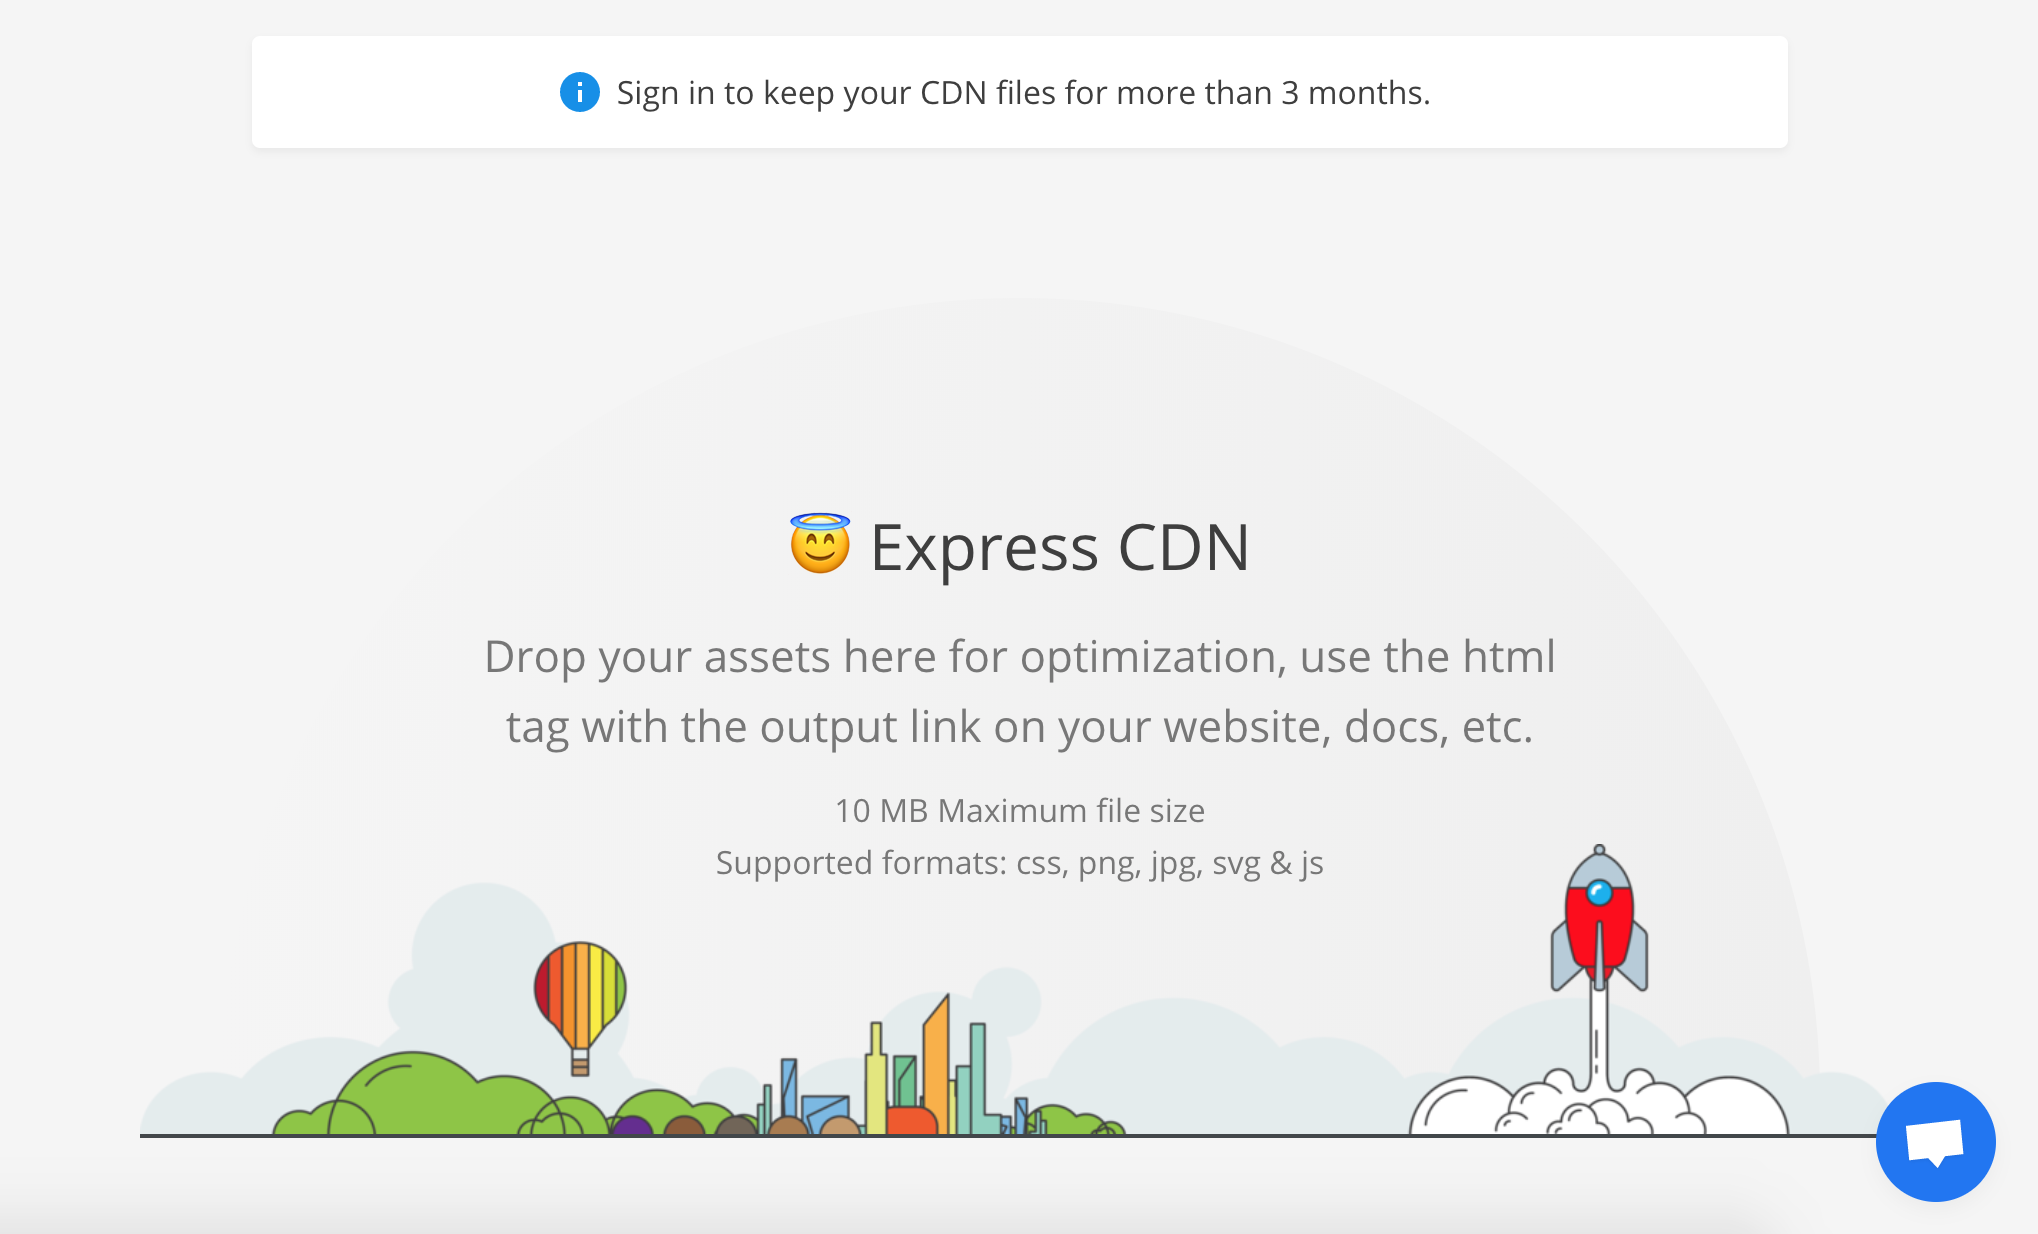 Sign in to keep your CDN files for more than 3 months.
😇 Express CDN
Drop your assets here for optimization, use the html
tag with the output link on your website, docs, etc.
10 MB Maximum file size
Supported formats: css, png, jpg, svg & js